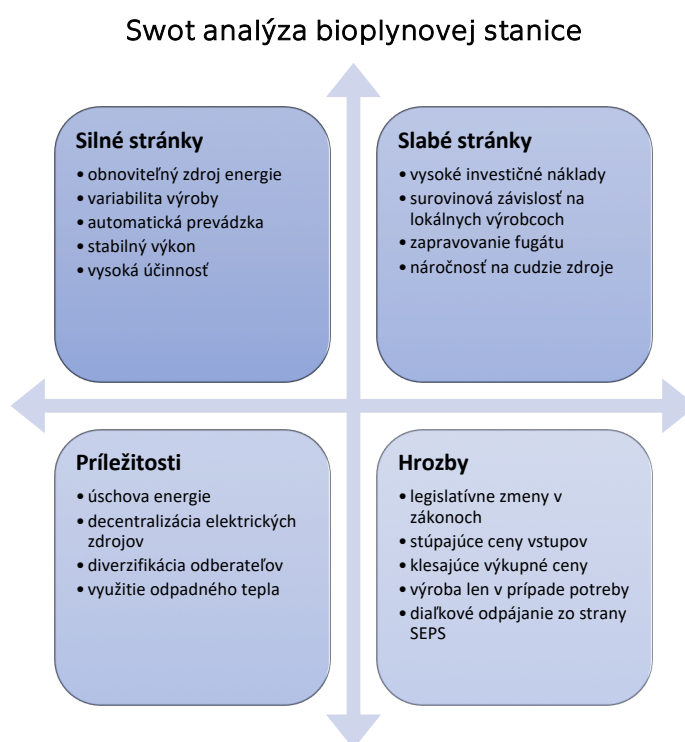 Swot analýza bioplynovej stanice
Silné stránky
• obnoviteľný zdroj energie
• variabilita výroby
• automatická prevádzka
• stabilný výkon
• vysoká účinnosť
Slabé stránky
• vysoké investičné náklady
• surovinová závislosť na
lokálnych výrobcoch
• zapravovanie fugátu
• náročnosť na cudzie zdroje
Príležitosti
• úschova energie
• decentralizácia elektrických
zdrojov
• diverzifikácia odberateľov
• využitie odpadného tepla
Hrozby
• legislatívne zmeny v
zákonoch
• stúpajúce ceny vstupov
• klesajúce výkupné ceny
• výroba len v prípade potreby
• diaľkové odpájanie zo strany
SEPS